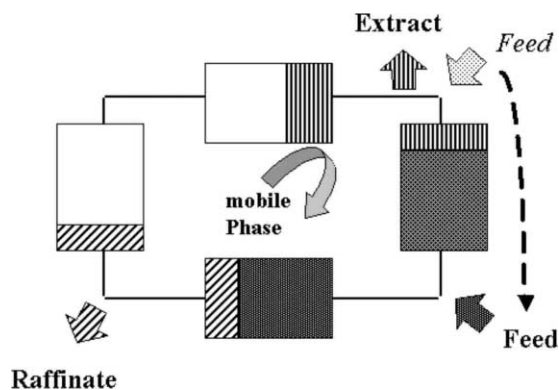 Extract
Feed
mobile
Phase
Feed
Raffinate